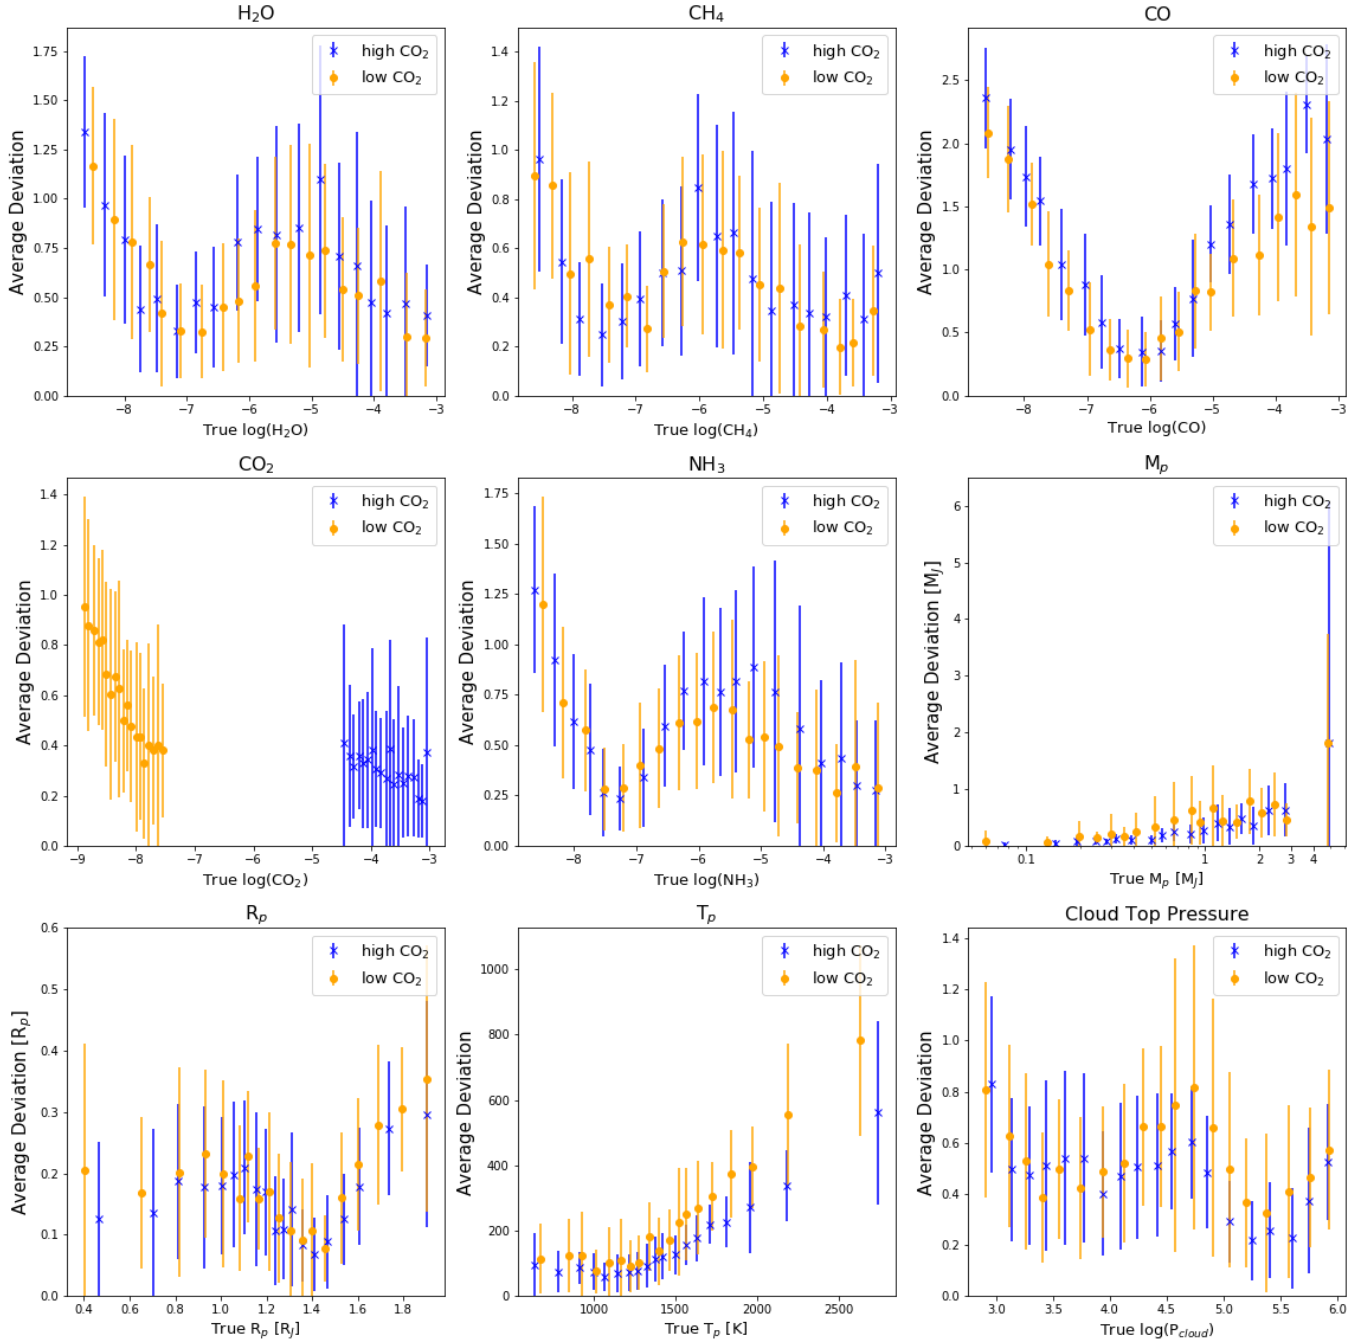 H₂O
CH₄
CO
high CO₂
low CO₂
high CO₂
low CO₂
high CO₂
low CO₂
Average Deviation
1.75
1.50
1.25
1.00
0.75
0.50
0.25
0.00
−8 −7 −6 −5 −4 −3
True log(H₂O)
Average Deviation
1.4
1.2
1.0
0.8
0.6
0.4
0.2
0.0
−8 −7 −6 −5 −4 −3
True log(CH₄)
Average Deviation
2.5
2.0
1.5
1.0
0.5
0.0
−8 −7 −6 −5 −4 −3
True log(CO)
CO₂
NH₃
Mₚ
high CO₂
low CO₂
high CO₂
low CO₂
high CO₂
low CO₂
Average Deviation
1.4
1.2
1.0
0.8
0.6
0.4
0.2
0.0
−9 −8 −7 −6 −5 −4 −3
True log(CO₂)
Average Deviation
1.75
1.50
1.25
1.00
0.75
0.50
0.25
0.00
−8 −7 −6 −5 −4 −3
True log(NH₃)
Average Deviation [M_J]
6
5
4
3
2
1
0
0.1 1 2 3 4
True Mₚ [M_J]
Rₚ
Tₚ
Cloud Top Pressure
high CO₂
low CO₂
high CO₂
low CO₂
high CO₂
low CO₂
Average Deviation [Rₚ]
0.6
0.5
0.4
0.3
0.2
0.1
0.0
0.4 0.6 0.8 1.0 1.2 1.4 1.6 1.8
True Rₚ [R_J]
Average Deviation
1000
800
600
400
200
0
1000 1500 2000 2500
True Tₚ [K]
Average Deviation
1.4
1.2
1.0
0.8
0.6
0.4
0.2
0.0
3.0 3.5 4.0 4.5 5.0 5.5 6.0
True log(P_cloud)